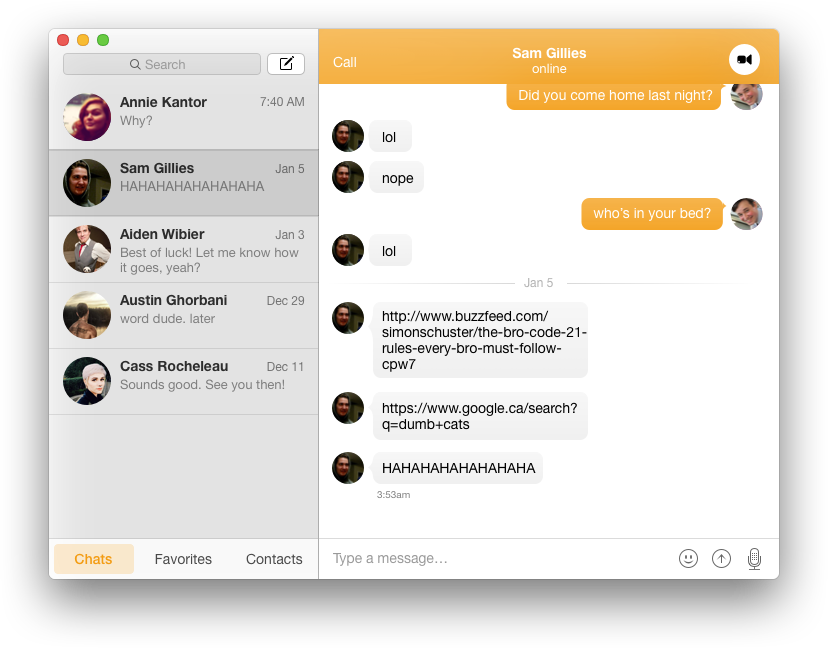 Search
Annie Kantor 7:40 AM
Why?
Sam Gillies Jan 5
HAHAHAHAHAHAHAHA
Aiden Wibier Jan 3
Best of luck! Let me know how
it goes, yeah?
Austin Ghorbani Dec 29
word dude. later
Cass Rocheleau Dec 11
Sounds good. See you then!
Chats Favorites Contacts
Call
Sam Gillies
online
Did you come home last night?
lol
nope
who's in your bed?
lol
Jan 5
http://www.buzzfeed.com/
simonschuster/the-bro-code-21-
rules-every-bro-must-follow-
cpw7
https://www.google.ca/search?
q=dumb+cats
HAHAHAHAHAHAHAHA
3:53am
Type a message…